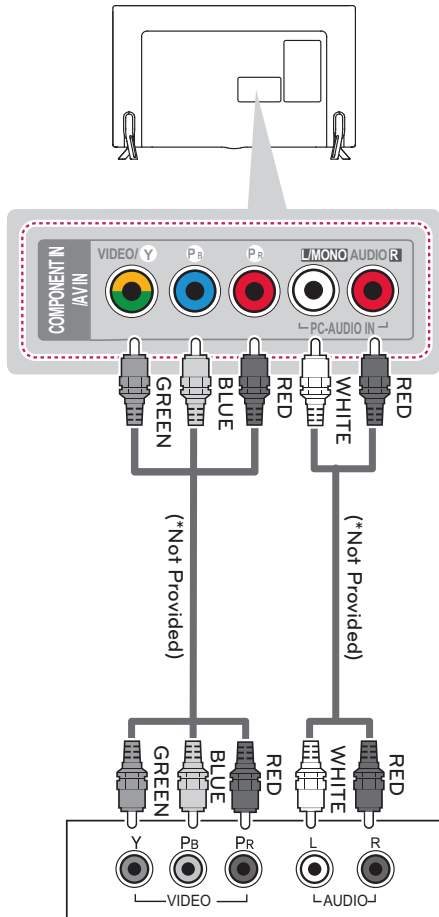 COMPONENT IN
/AV IN
VIDEO/ Y PB PR L/MONO AUDIO R
PC-AUDIO IN
GREEN BLUE RED WHITE RED
(*Not Provided) (*Not Provided)
GREEN BLUE RED WHITE RED
Y PB PR L R
VIDEO AUDIO